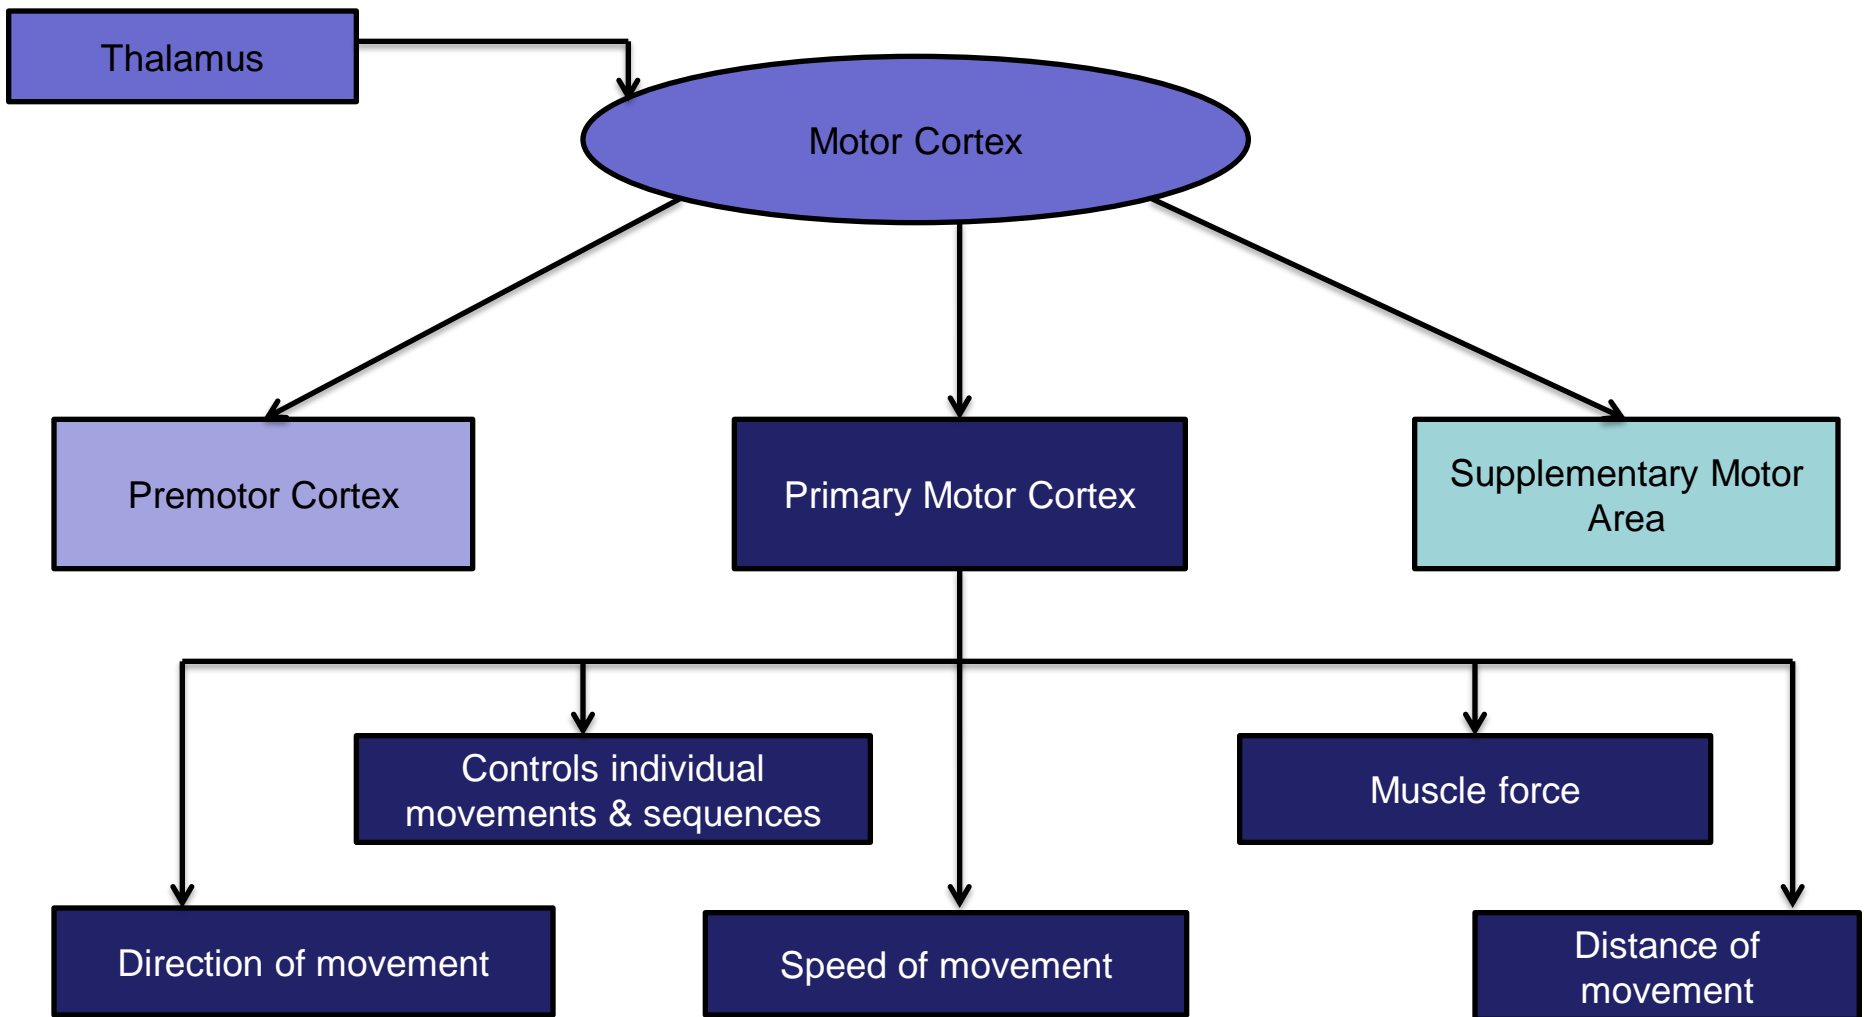 Thalamus
Motor Cortex
Premotor Cortex
Primary Motor Cortex
Supplementary Motor
Area
Controls individual
movements & sequences
Muscle force
Direction of movement
Speed of movement
Distance of
movement